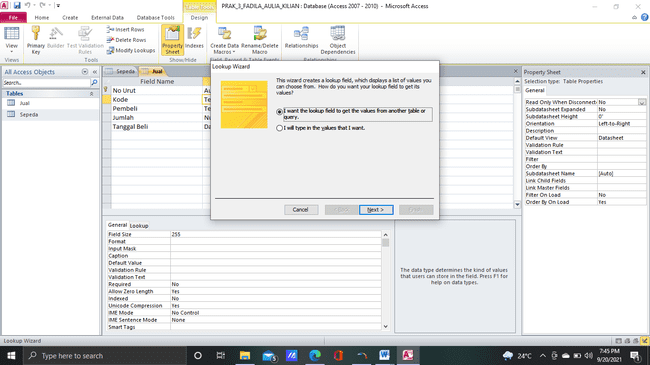 Table Tools
PRAK_3_FADILA_AULIA_KILIAN : Database (Access 2007 - 2010) - Microsoft Access
File Home Create External Data Database Tools Design
View
Primary Key
Builder
Test Validation Rules
Insert Rows
Delete Rows
Modify Lookups
Property Sheet
Indexes
Create Data Macros
Rename/Delete Macro
Relationships
Object Dependencies
Views Tools Show/Hide Field, Record & Table Events Relationships
All Access Objects
Search...
Tables
Jual
Sepeda
Sepeda Jual
Field Name
No Urut Au
Kode Te
Pembeli Te
Jumlah Nu
Tanggal Beli Da
Lookup Wizard
This wizard creates a lookup field, which displays a list of values you
can choose from. How do you want your lookup field to get its
values?
I want the lookup field to get the values from another table or
query.
I will type in the values that I want.
Cancel Next >
General Lookup
Field Size 255
Format
Input Mask
Caption
Default Value
Validation Rule
Validation Text
Required No
Allow Zero Length Yes
Indexed No
Unicode Compression Yes
IME Mode No Control
IME Sentence Mode None
Smart Tags
The data type determines the kind of values
that users can store in the field. Press F1 for
help on data types.
Property Sheet
Selection type: Table Properties
General
Read Only When Disconnect No
Subdatasheet Expanded No
Subdatasheet Height 0"
Orientation Left-to-Right
Description
Default View Datasheet
Validation Rule
Validation Text
Filter
Order By
Subdatasheet Name [Auto]
Link Child Fields
Link Master Fields
Filter On Load No
Order By On Load Yes
Lookup Wizard
Type here to search
24°C
7:45 PM
9/20/2021